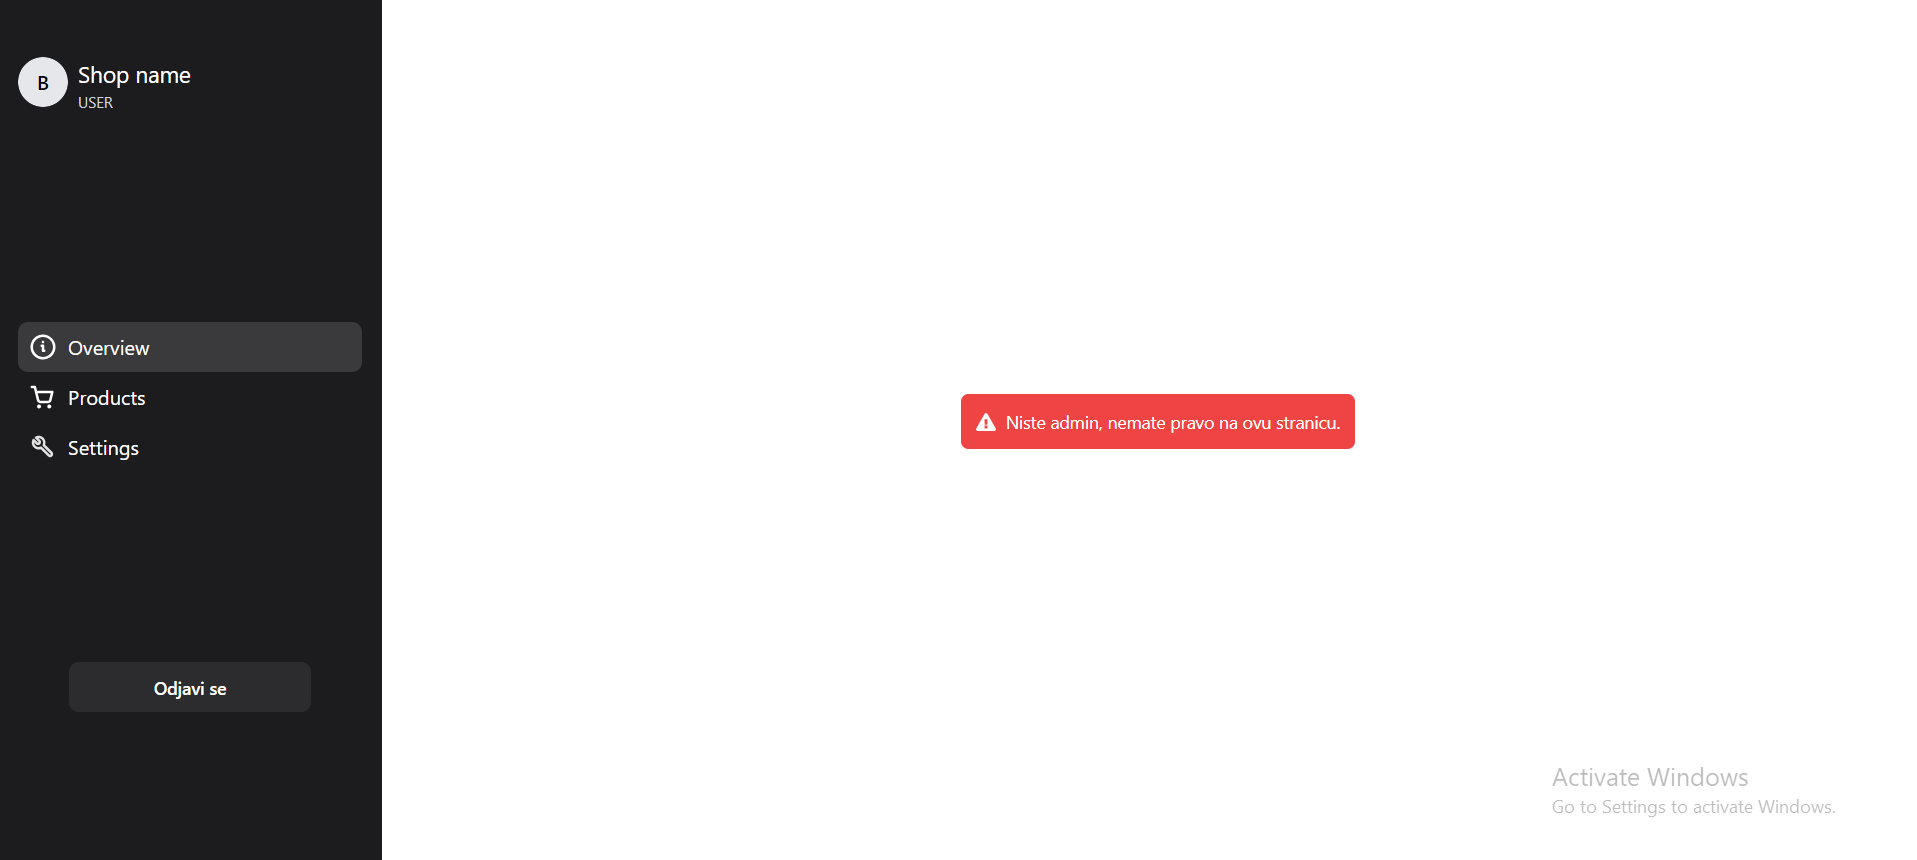 B
Shop name
USER
Overview
Products
Settings
Odjavi se
Niste admin, nemate pravo na ovu stranicu.
Activate Windows
Go to Settings to activate Windows.